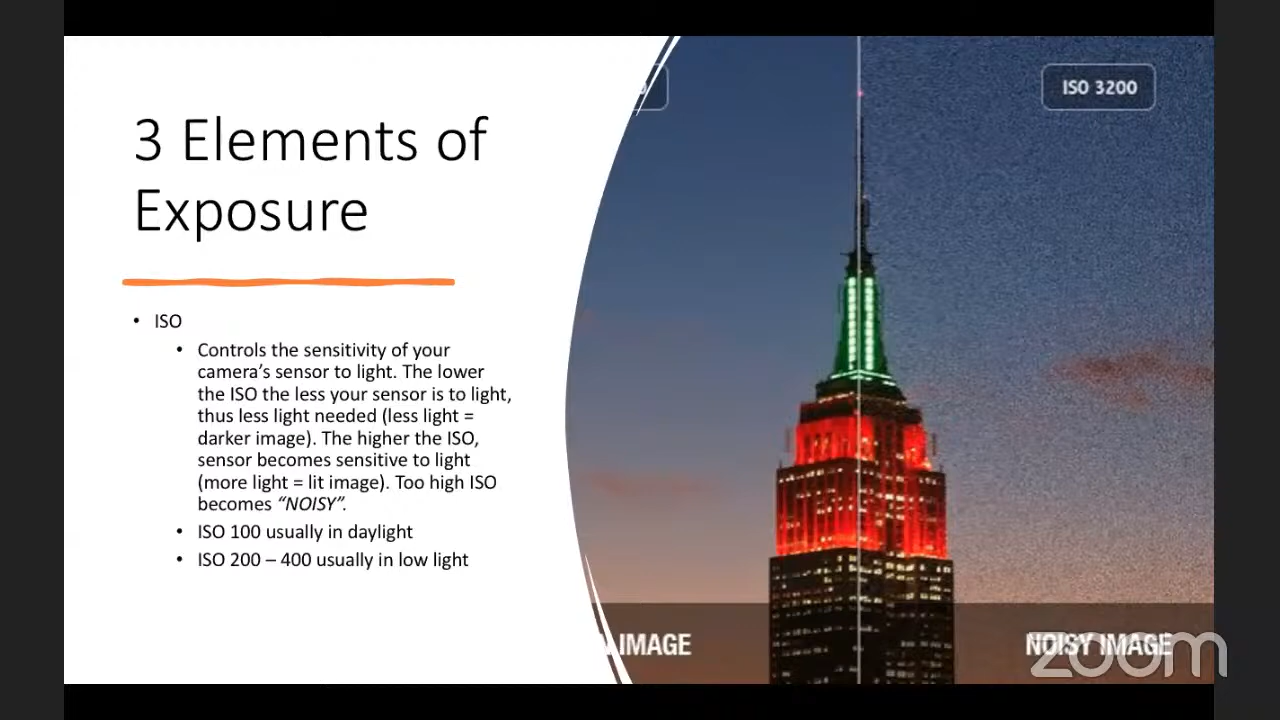 3 Elements of
Exposure
• ISO
• Controls the sensitivity of your
camera's sensor to light. The lower
the ISO the less your sensor is to light,
thus less light needed (less light =
darker image). The higher the ISO,
sensor becomes sensitive to light
(more light = lit image). Too high ISO
becomes “NOISY”.
• ISO 100 usually in daylight
• ISO 200 – 400 usually in low light
ISO 3200
IMAGE
NOISY IMAGE
zoom